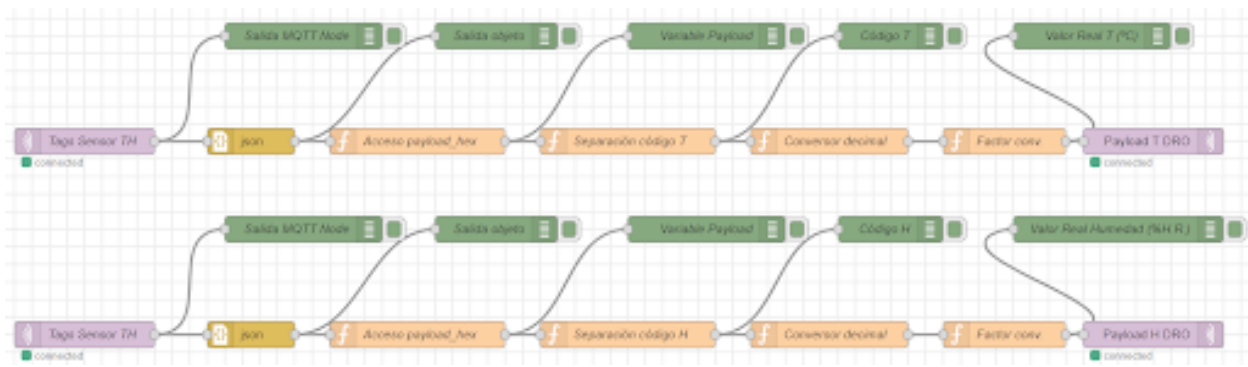 Salida MQTT Node
Salida objeto
Variable Payload
Código T
Valor Real T (ºC)
Tags Sensor TH
json
Acceso payload_hex
Separación código T
Conversor decimal
Factor conv
Payload T DRO
connected
connected
Salida MQTT Node
Salida objeto
Variable Payload
Código H
Valor Real Humedad (%H R )
Tags Sensor TH
json
Acceso payload_hex
Separación código H
Conversor decimal
Factor conv
Payload H DRO
connected
connected